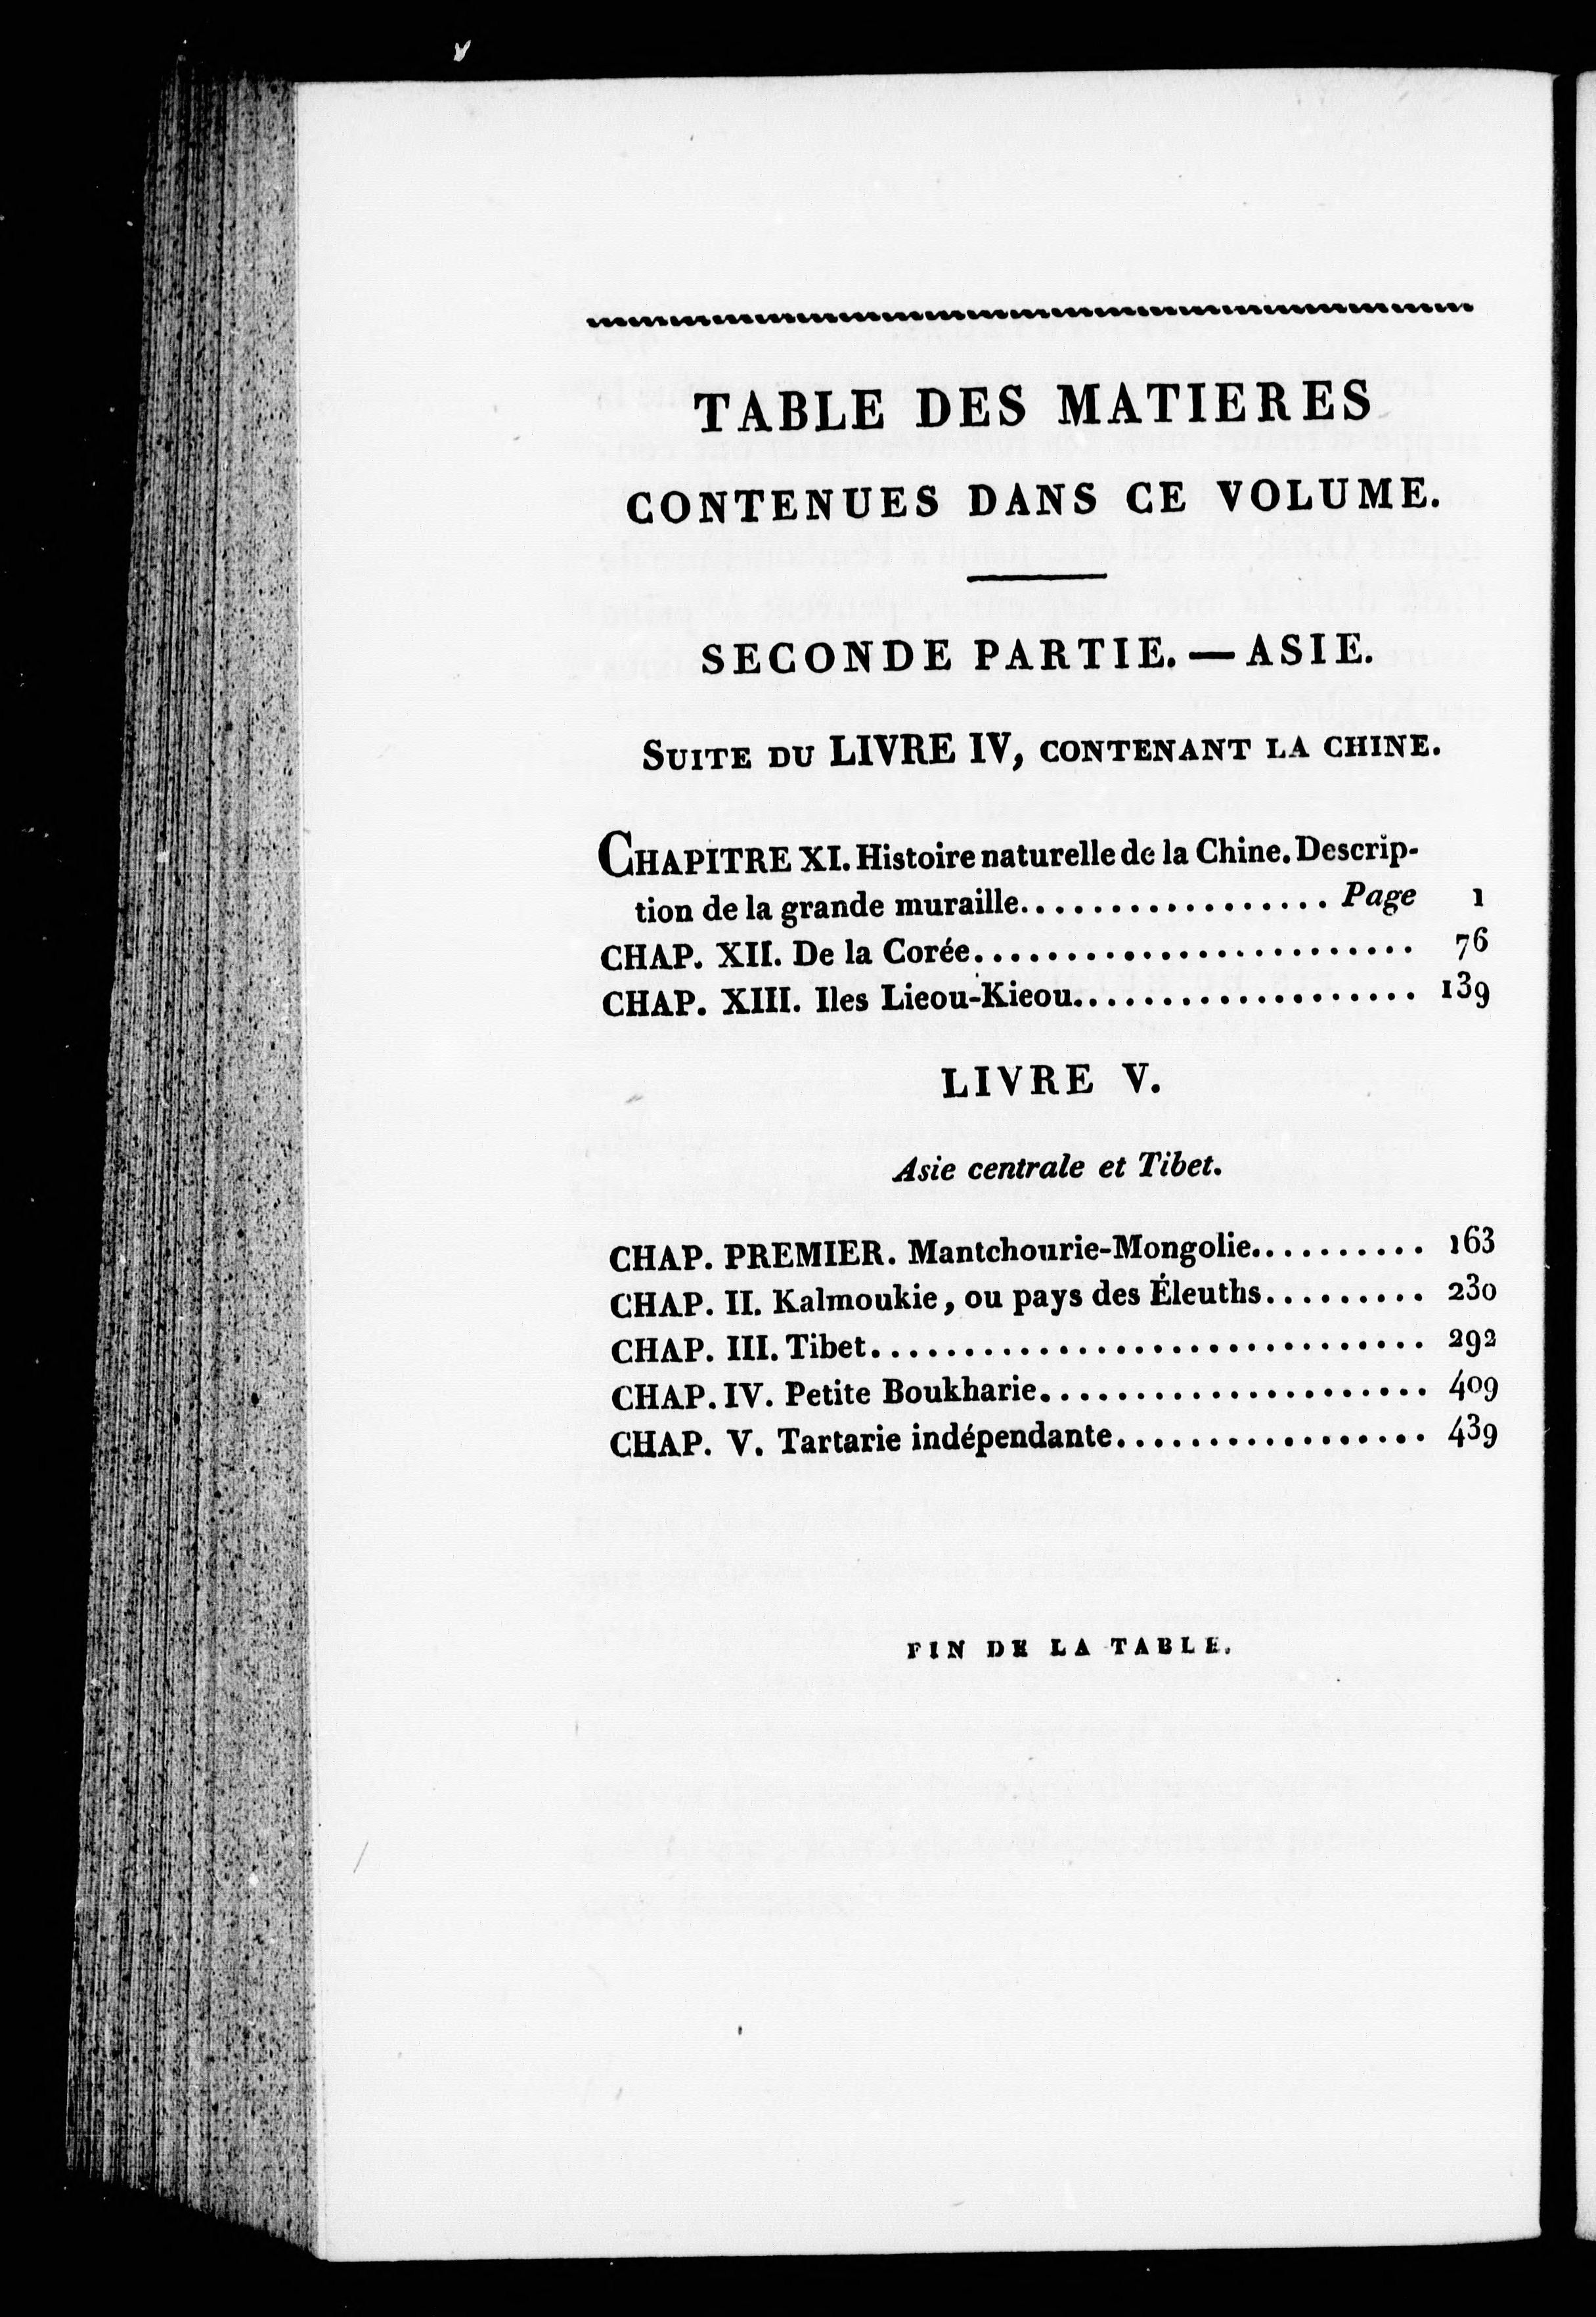 TABLE DES MATIERES
CONTENUES DANS CE VOLUME.
SECONDE PARTIE. — ASIE.
SUITE DU LIVRE IV, CONTENANT LA CHINE.
CHAPITRE XI. Histoire naturelle de la Chine. Descrip-
tion de la grande muraille................. Page 1
CHAP. XII. De la Corée......................... 76
CHAP. XIII. Iles Lieou-Kieou................... 139
LIVRE V.
Asie centrale et Tibet.
CHAP. PREMIER. Mantchourie-Mongolie.......... 163
CHAP. II. Kalmoukie, ou pays des Éleuths......... 230
CHAP. III. Tibet............................... 292
CHAP. IV. Petite Boukharie...................... 409
CHAP. V. Tartarie indépendante................. 439
FIN DE LA TABLE.